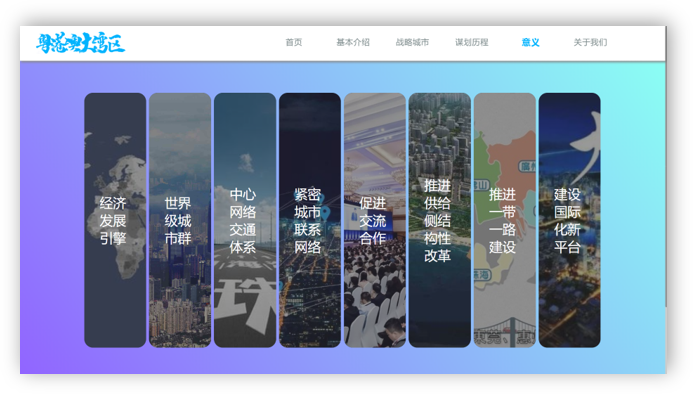 粤港澳大湾区
首页
基本介绍
战略城市
谋划历程
意义
关于我们
经济
发展
引擎
世界
级城
市群
中心
网络
交通
体系
珠
紧密
城市
联系
网络
促进
交流
合作
推进
供给
侧结
构性
改革
推进
一带
一路
建设
建设
国际
化新
平台